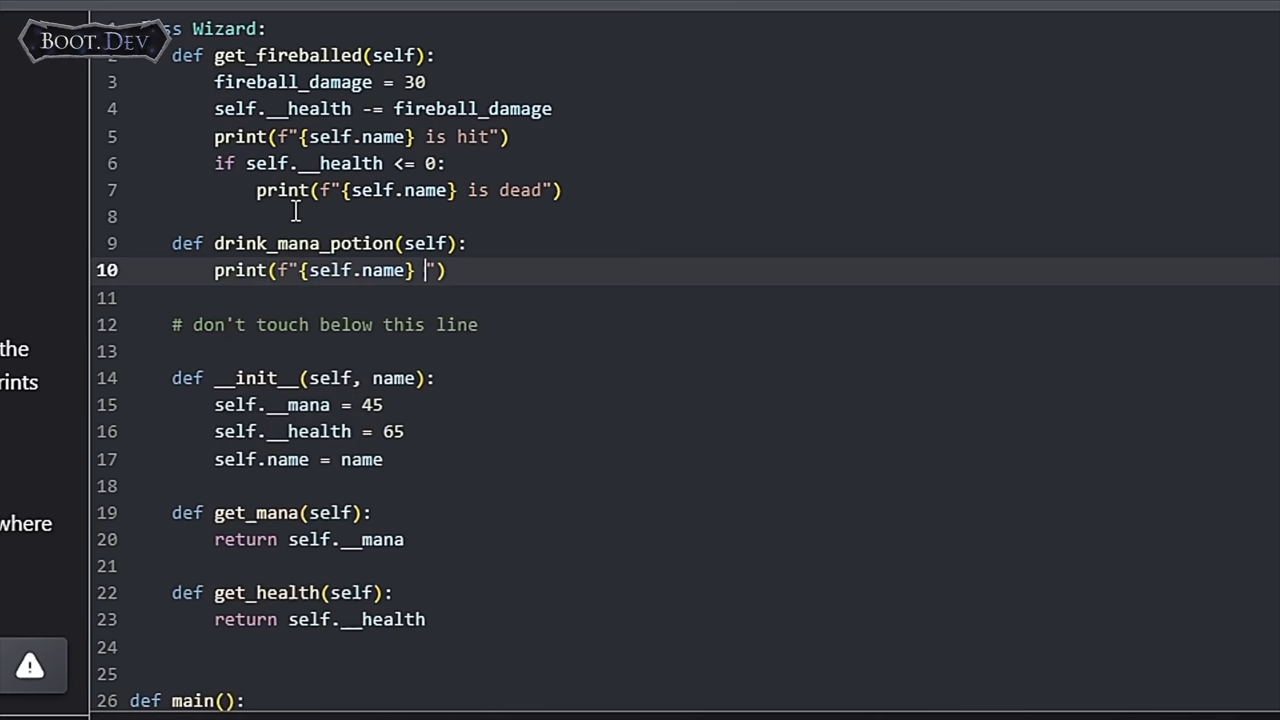 BOOT.DEV
ss Wizard:
2 def get_fireballed(self):
3 fireball_damage = 30
4 self.__health -= fireball_damage
5 print(f"{self.name} is hit")
6 if self.__health <= 0:
7 print(f"{self.name} is dead")
8
9 def drink_mana_potion(self):
10 print(f"{self.name} ")
11
12 # don't touch below this line
13
14 def __init__(self, name):
15 self.__mana = 45
16 self.__health = 65
17 self.name = name
18
19 def get_mana(self):
20 return self.__mana
21
22 def get_health(self):
23 return self.__health
24
25
26 def main():
the
rints
where